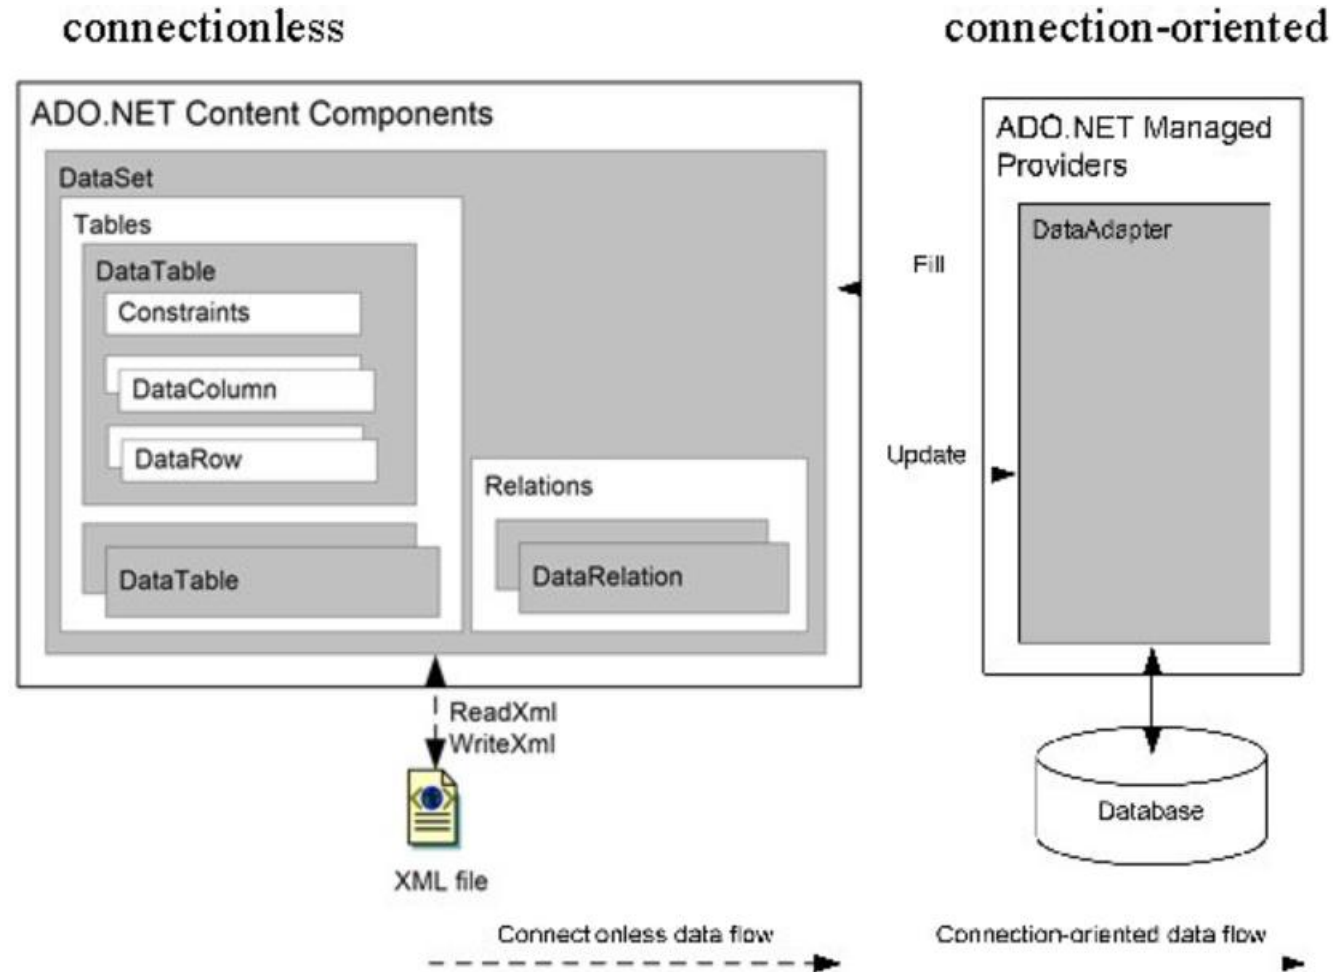 connectionless
connection-oriented
ADO.NET Content Components
DataSet
Tables
DataTable
Constraints
DataColumn
DataRow
DataTable
Relations
DataRelation
Fill
Update
ADO.NET Managed
Providers
DataAdapter
ReadXml
WriteXml
XML file
Database
Connectionless data flow
Connection-oriented data flow